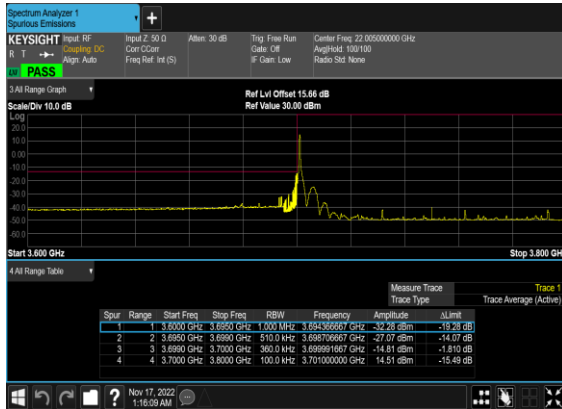 Spectrum Analyzer 1
Spurious Emissions
KEYSIGHT Input: RF Input Z: 50 Ω Atten: 30 dB Trig: Free Run Center Freq: 22.005000000 GHz
R T Coupling: DC Corr CCorr Gate: Off Avg|Hold: 100/100
Align: Auto Freq Ref: Int (S) IF Gain: Low Radio Std: None
LW PASS
3 All Range Graph
Ref Lvl Offset 15.66 dB
Scale/Div 10.0 dB Ref Value 30.00 dBm
Log
20.0
10.0
0.00
-10.0
-20.0
-30.0
-40.0
-50.0
-60.0
Start 3.600 GHz Stop 3.800 GH
4 All Range Table
Measure Trace Trace 1
Trace Type Trace Average (Active)
Spur Range Start Freq Stop Freq RBW Frequency Amplitude ΔLimit
1 1 3.6000 GHz 3.6950 GHz 1.000 MHz 3.694366667 GHz -32.28 dBm -19.28 dB
2 2 3.6950 GHz 3.6990 GHz 510.0 kHz 3.698706667 GHz -27.07 dBm -14.07 dB
3 3 3.6990 GHz 3.7000 GHz 360.0 kHz 3.699991667 GHz -14.81 dBm -1.810 dB
4 4 3.7000 GHz 3.8000 GHz 100.0 kHz 3.701000000 GHz 14.51 dBm -15.49 dB
? Nov 17, 2022
1:16:09 AM